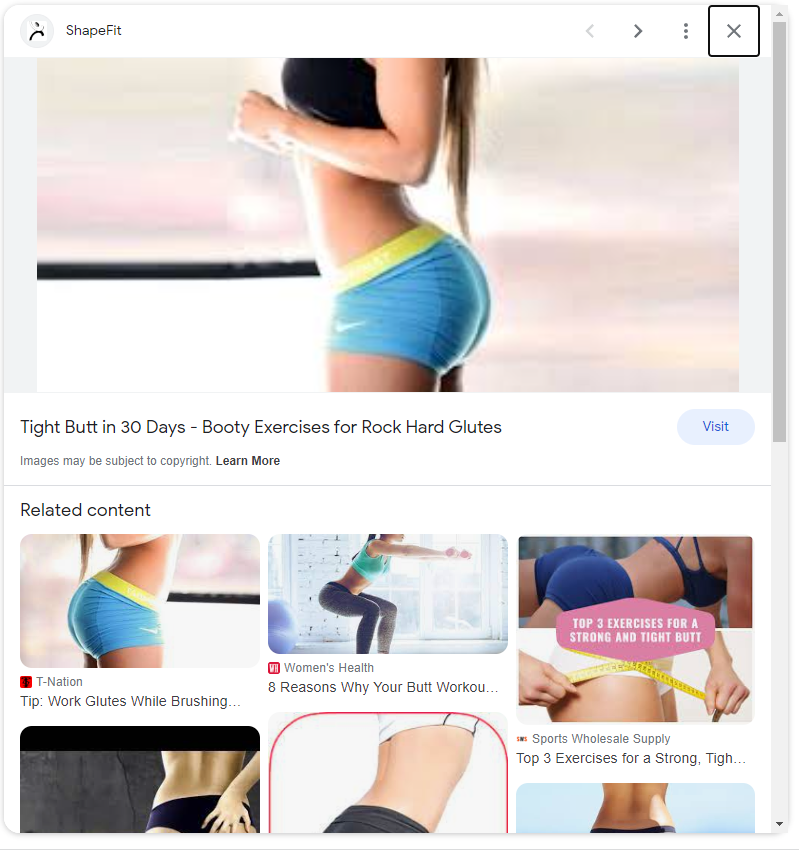 ShapeFit
Tight Butt in 30 Days - Booty Exercises for Rock Hard Glutes
Visit
Images may be subject to copyright. Learn More
Related content
T-Nation
Tip: Work Glutes While Brushing...
Women's Health
8 Reasons Why Your Butt Workou...
TOP 3 EXERCISES FOR A
STRONG AND TIGHT BUTT
Sports Wholesale Supply
Top 3 Exercises for a Strong, Tigh...